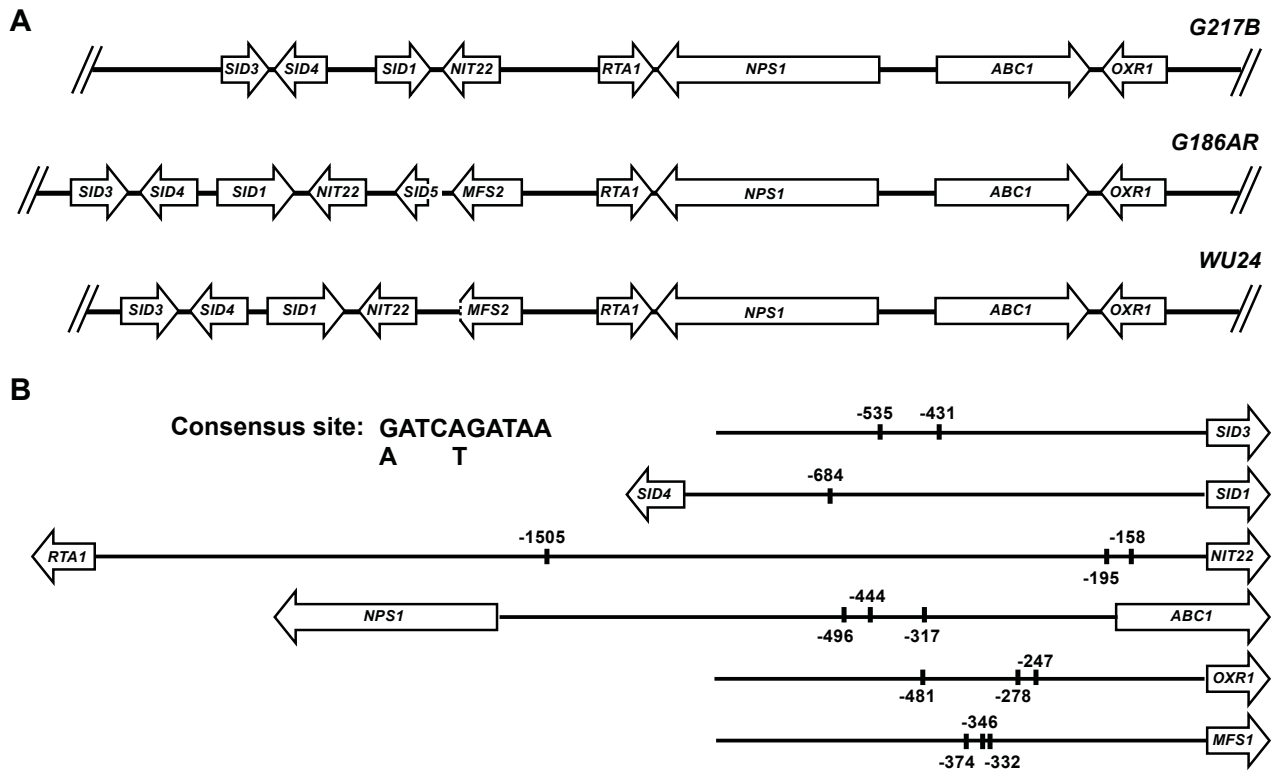 A
G217B
SID3 SID4 SID1 NIT22 RTA1 NPS1 ABC1 OXR1
G186AR
SID3 SID4 SID1 NIT22 SID5 MFS2 RTA1 NPS1 ABC1 OXR1
WU24
SID3 SID4 SID1 NIT22 MFS2 RTA1 NPS1 ABC1 OXR1
B
Consensus site: GATCAGATAA
A T
-535 -431
SID3
-684
SID4 SID1
-1505 -158
RTA1 NIT22
-195
-444
NPS1 ABC1
-496 -317
-247
OXR1
-481 -278
-346
MFS1
-374 -332